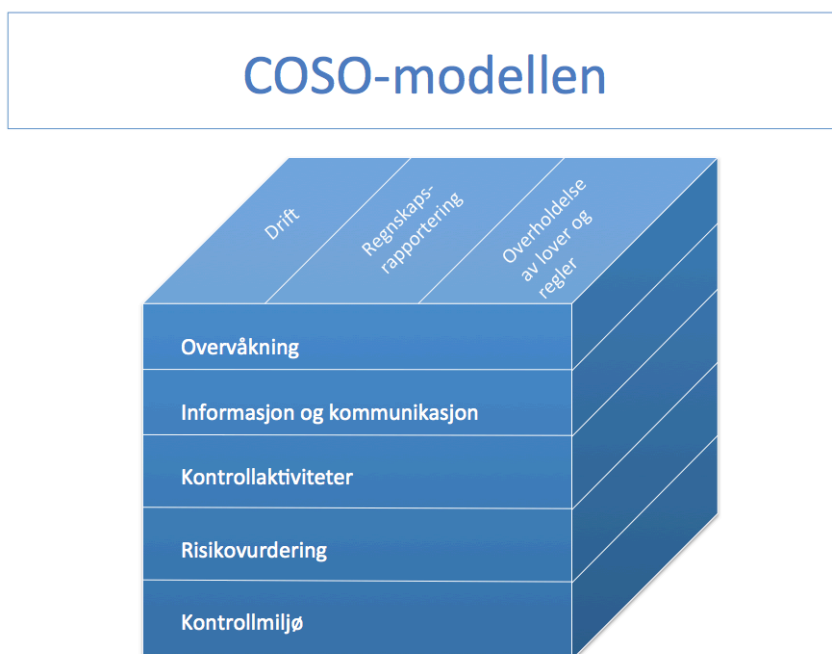 COSO-modellen
Drift
Regnskaps-
rapportering
Overholdelse
av lover og
regler
Overvåkning
Informasjon og kommunikasjon
Kontrollaktiviteter
Risikovurdering
Kontrollmiljø